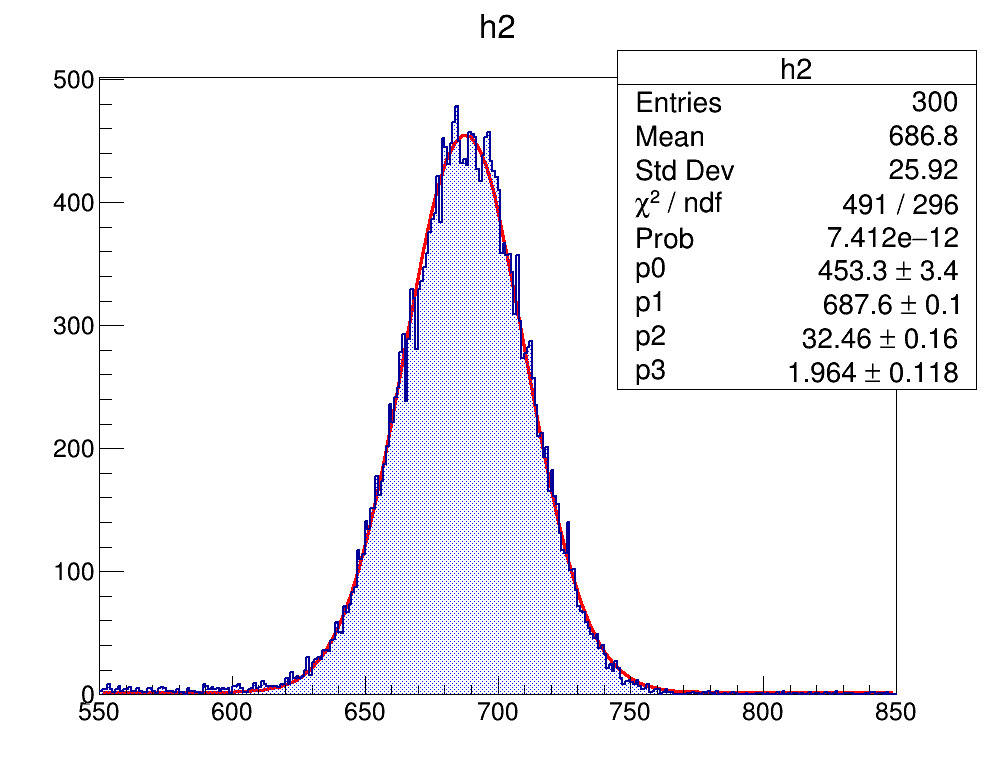 h2
h2
Entries 300
Mean 686.8
Std Dev 25.92
χ² / ndf 491 / 296
Prob 7.412e−12
p0 453.3 ± 3.4
p1 687.6 ± 0.1
p2 32.46 ± 0.16
p3 1.964 ± 0.118
500
400
300
200
100
0
550 600 650 700 750 800 850